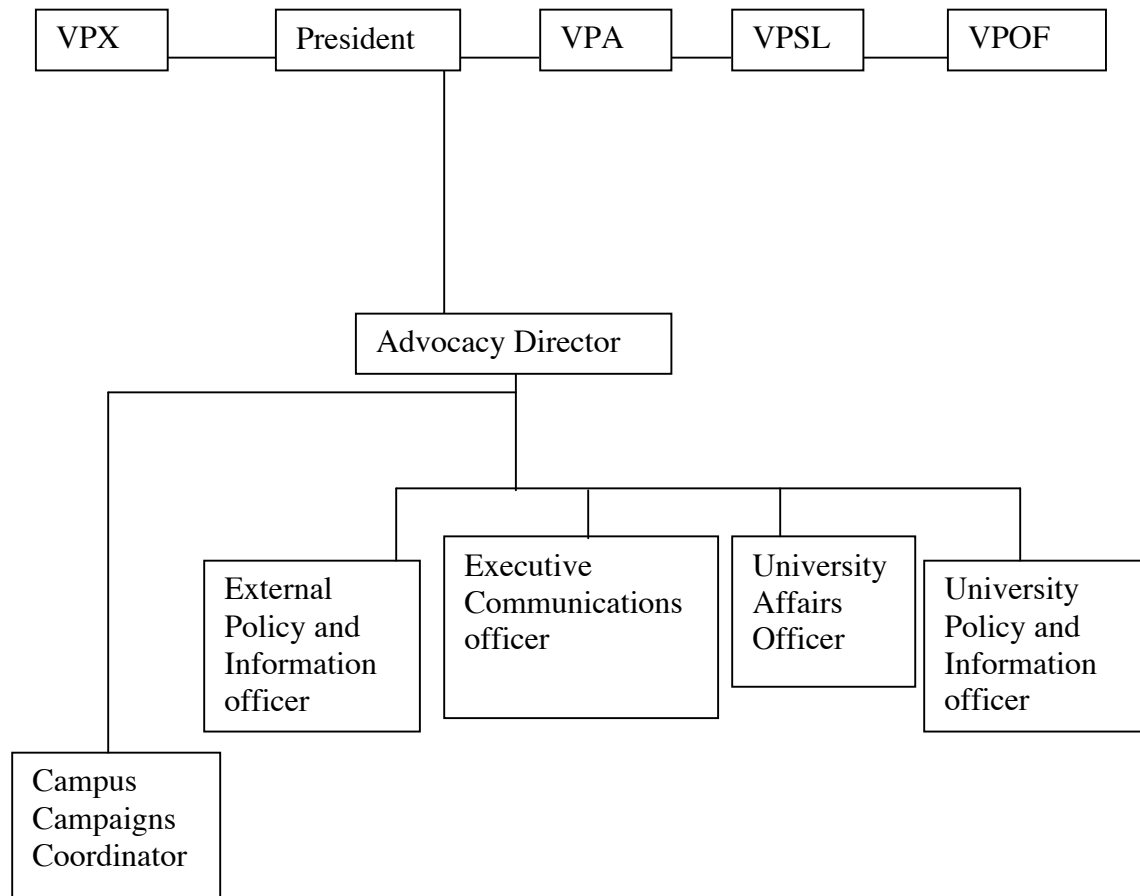 VPX
President
VPA
VPSL
VPOF
Advocacy Director
External
Policy and
Information
officer
Executive
Communications
officer
University
Affairs
Officer
University
Policy and
Information
officer
Campus
Campaigns
Coordinator